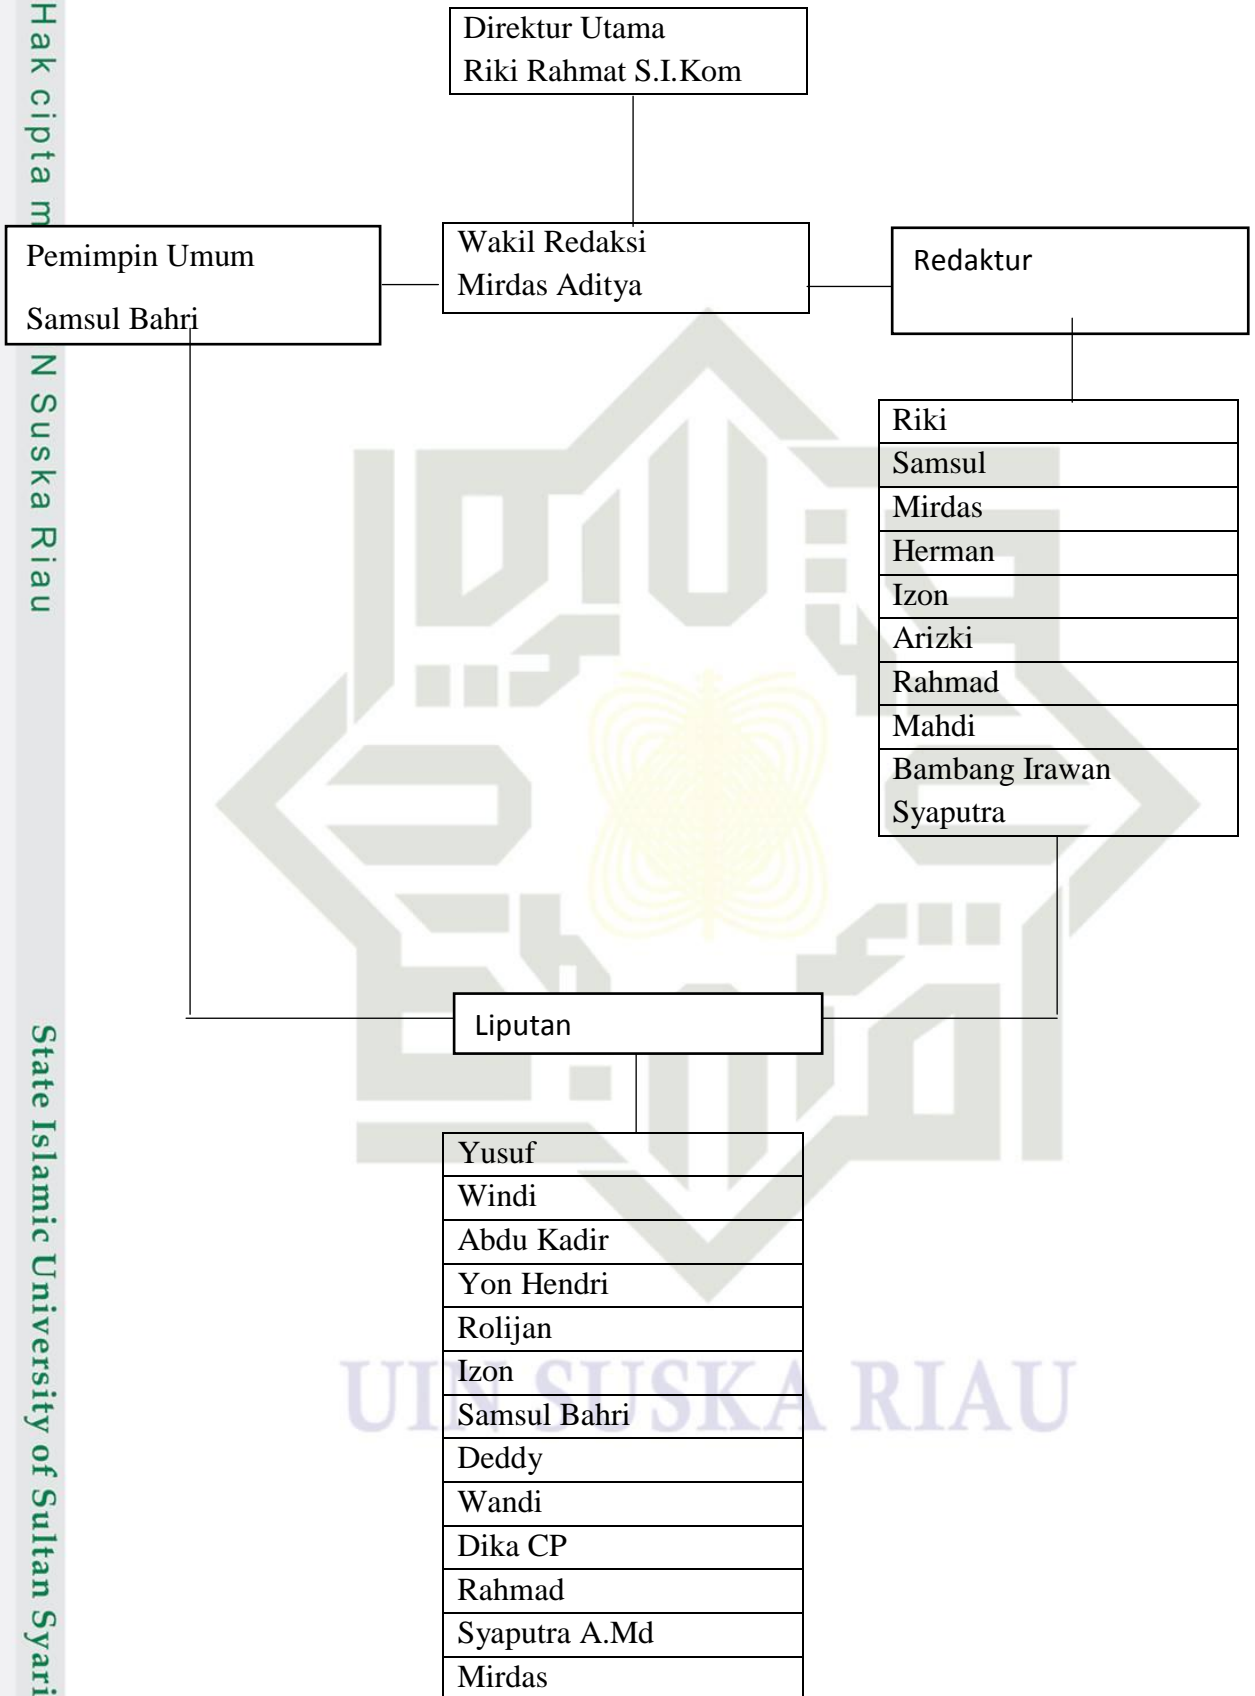 Hak cipta m
N Suska Riau
State Islamic University of Sultan Syari
Direktur Utama
Riki Rahmat S.I.Kom
Pemimpin Umum
Samsul Bahri
Wakil Redaksi
Mirdas Aditya
Redaktur
Riki
Samsul
Mirdas
Herman
Izon
Arizki
Rahmad
Mahdi
Bambang Irawan
Syaputra
Liputan
Yusuf
Windi
Abdu Kadir
Yon Hendri
Rolijan
Izon
Samsul Bahri
Deddy
Wandi
Dika CP
Rahmad
Syaputra A.Md
Mirdas
UIN SUSKA RIAU